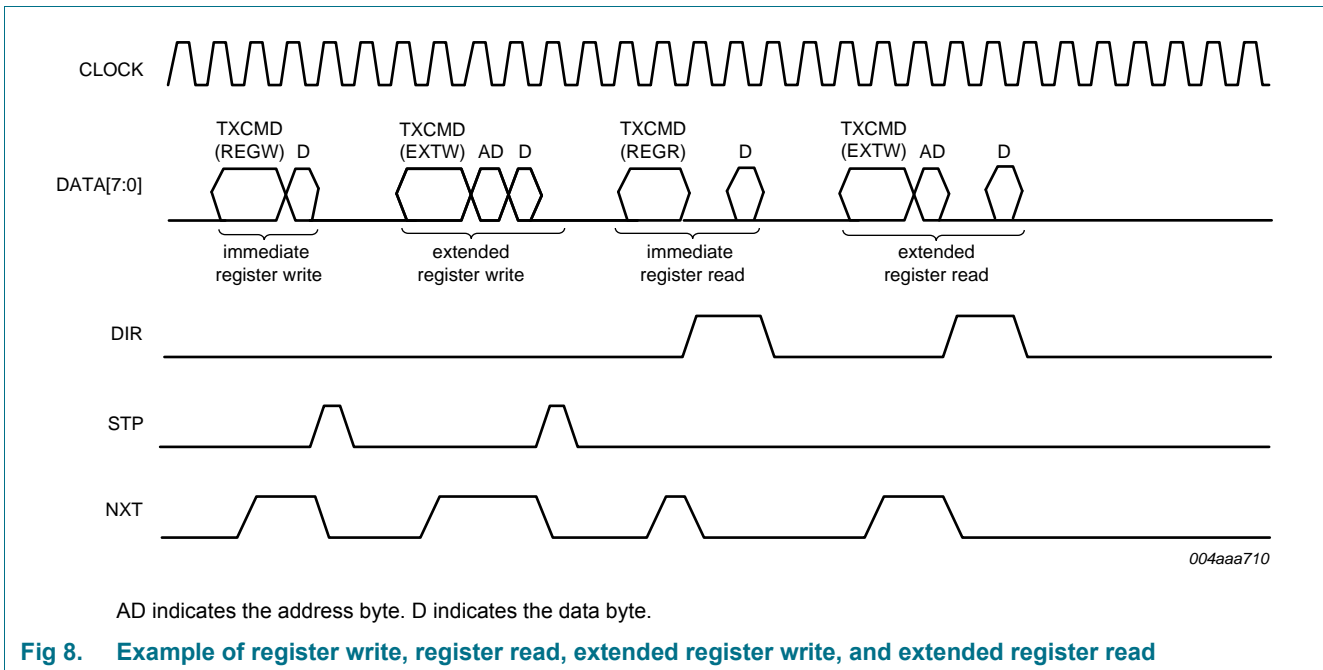 CLOCK
TXCMD
(REGW) D
TXCMD
(EXTW) AD D
TXCMD
(REGR) D
TXCMD
(EXTW) AD D
DATA[7:0]
immediate
register write
extended
register write
immediate
register read
extended
register read
DIR
STP
NXT
004aaa710
AD indicates the address byte. D indicates the data byte.
Fig 8. Example of register write, register read, extended register write, and extended register read